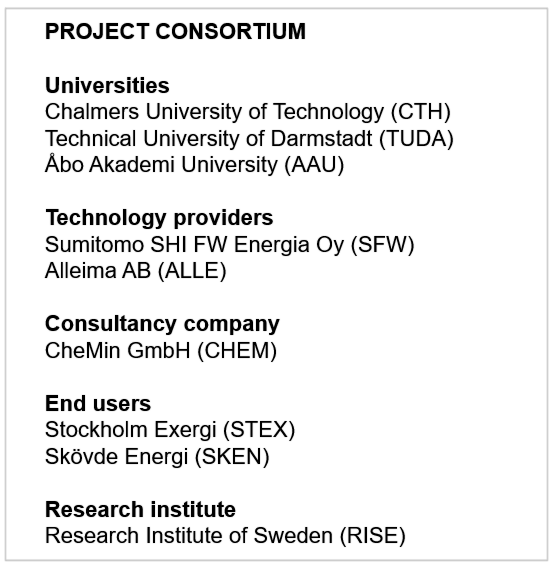 PROJECT CONSORTIUM
Universities
Chalmers University of Technology (CTH)
Technical University of Darmstadt (TUDA)
Åbo Akademi University (AAU)
Technology providers
Sumitomo SHI FW Energia Oy (SFW)
Alleima AB (ALLE)
Consultancy company
CheMin GmbH (CHEM)
End users
Stockholm Exergi (STEX)
Skövde Energi (SKEN)
Research institute
Research Institute of Sweden (RISE)